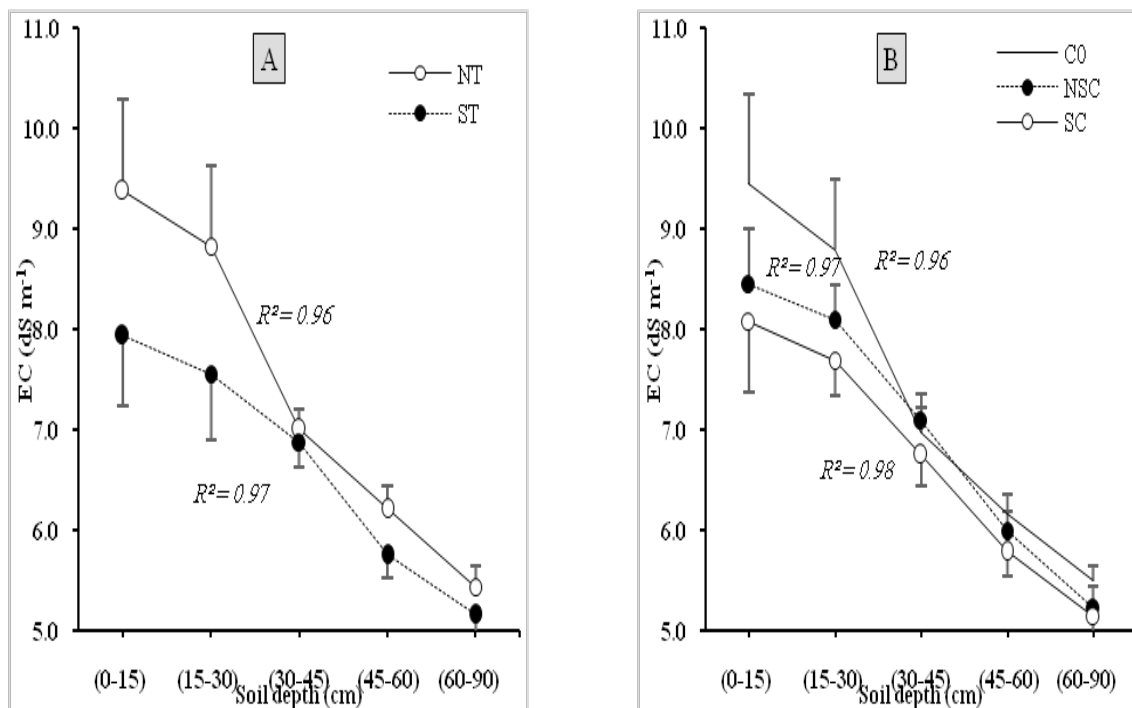 A
NT
ST
11.0
10.0
9.0
8.0
7.0
6.0
5.0
EC (dS m⁻¹)
R² = 0.96
R² = 0.97
(0-15) (15-30) (30-45) (45-60) (60-90)
Soil depth (cm)
B
C0
NSC
SC
11.0
10.0
9.0
8.0
7.0
6.0
5.0
EC (dS m⁻¹)
R² = 0.97
R² = 0.96
R² = 0.98
(0-15) (15-30) (30-45) (45-60) (60-90)
Soil depth (cm)